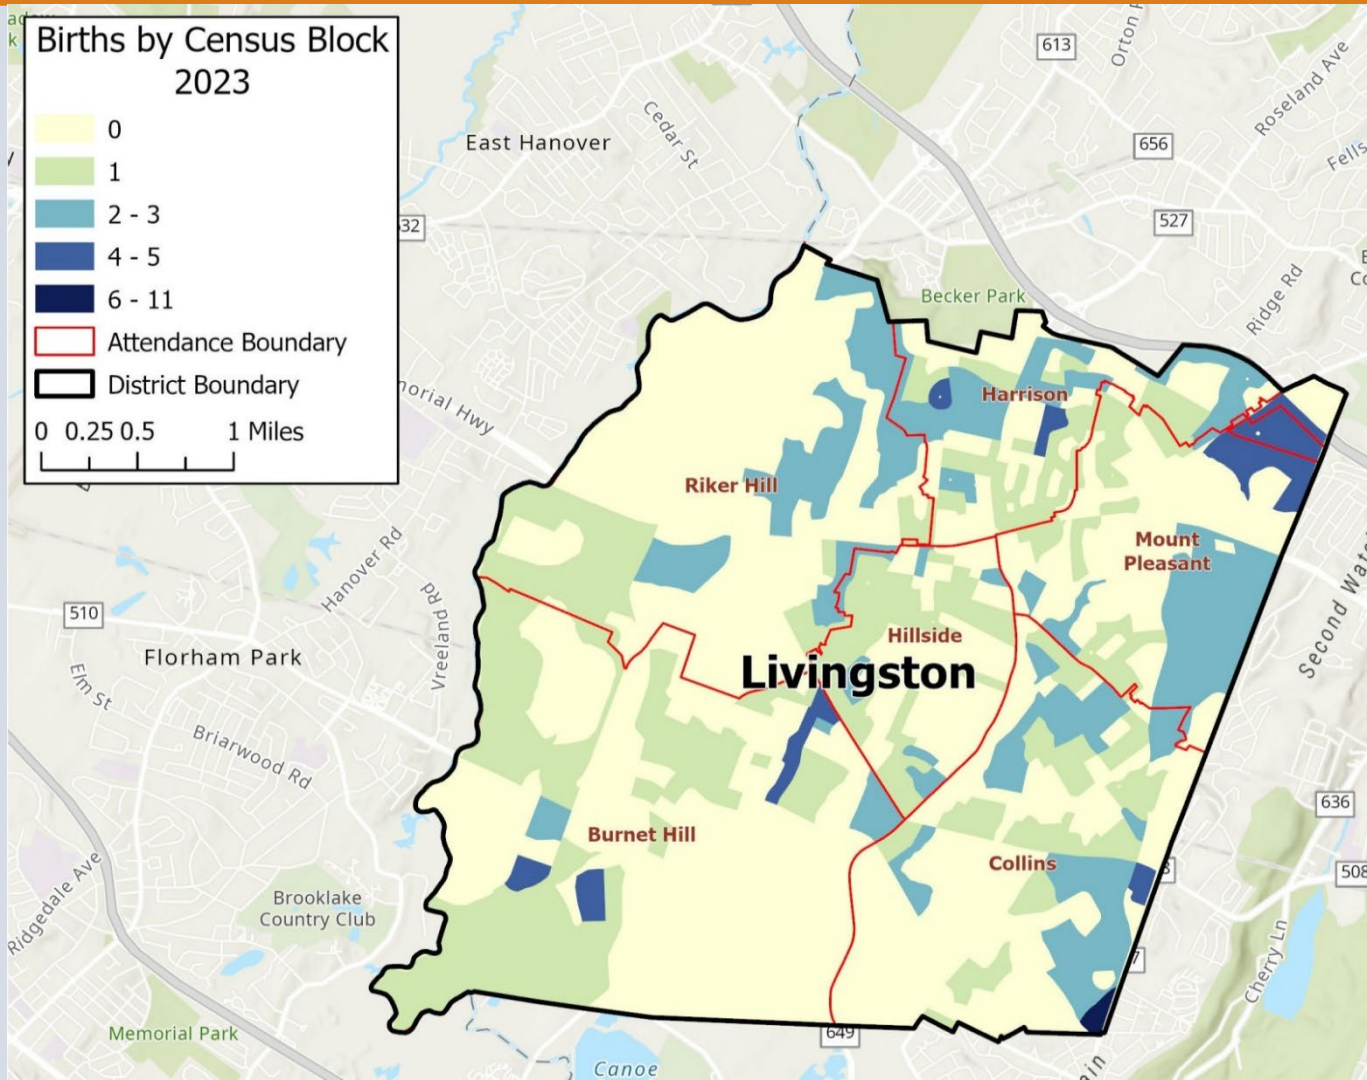 Births by Census Block
2023
0
1
2 - 3
4 - 5
6 - 11
Attendance Boundary
District Boundary
0 0.25 0.5 1 Miles
613
Roseland Ave
Cedar St
East Hanover
656
527
Ridge Rd
Becker Park
Harrison
Riker Hill
Mount
Pleasant
Hanover Rd
Vreeland Rd
510
Florham Park
Elm St
Briarwood Rd
Hillside
Livingston
636
Burnet Hill
Collins
508
Ridgedale Ave
Brooklake
Country Club
Cherry Ln
Memorial Park
649
Canoe